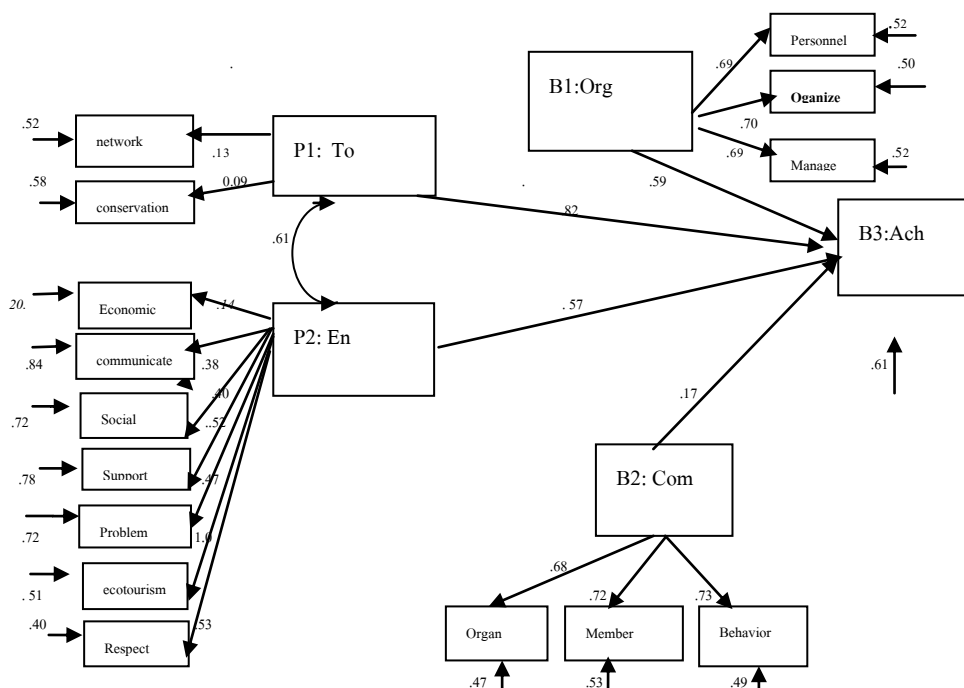 Personnel
.52
.69
B1:Org
Oganize
.50
.70
Manage
.52
.69
.59
.52
network
.13
P1: To
.58
conservation
0.09
.82
B3:Ach
.61
.61
20.
Economic
.14
P2: En
.57
.84
communicate
.38
.40
.72
Social
.52
.17
.78
Support
.47
B2: Com
.72
Problem
1.0
.51
ecotourism
.68
.72
.73
.40
Respect
.53
Organ
Member
Behavior
.47
.53
.49